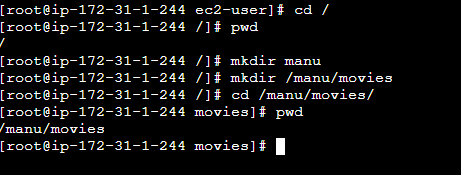 [root@ip-172-31-1-244 ec2-user]# cd /
[root@ip-172-31-1-244 /]# pwd
/
[root@ip-172-31-1-244 /]# mkdir manu
[root@ip-172-31-1-244 /]# mkdir /manu/movies
[root@ip-172-31-1-244 /]# cd /manu/movies/
[root@ip-172-31-1-244 movies]# pwd
/manu/movies
[root@ip-172-31-1-244 movies]#